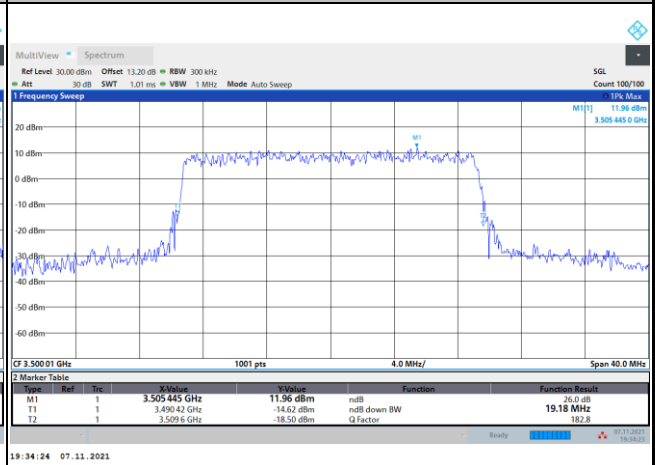 MultiView Spectrum
Ref Level 30.00 dBm Offset 13.20 dB RBW 300 kHz SGL
Att 30 dB SWT 1.01 ms VBW 1 MHz Mode Auto Sweep Count 100/100
1 Frequency Sweep 1Pk Max
M1[1] 11.96 dBm
3.505 445 0 GHz
20 dBm
M1
10 dBm
0 dBm
-10 dBm
T1
T2
-20 dBm
-30 dBm
-40 dBm
-50 dBm
-60 dBm
CF 3.500 01 GHz 1001 pts 4.0 MHz/ Span 40.0 MHz
2 Marker Table
Type Ref Trc X-Value Y-Value Function Function Result
M1 1 3.505 445 GHz 11.96 dBm ndB 26.0 dB
T1 1 3.490 42 GHz -14.62 dBm ndB down BW 19.18 MHz
T2 1 3.509 6 GHz -18.50 dBm Q Factor 182.8
Ready 07.11.2021
19:34:23
19:34:24 07.11.2021